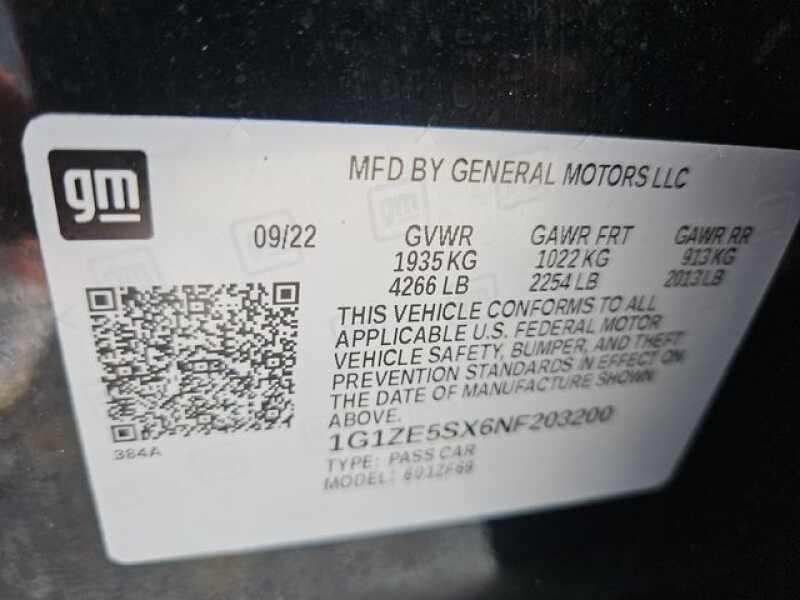 gm
MFD BY GENERAL MOTORS LLC
09/22 GVWR GAWR FRT GAWR RR
1935 KG 1022 KG 913 KG
4266 LB 2254 LB 2013 LB
THIS VEHICLE CONFORMS TO ALL
APPLICABLE U.S. FEDERAL MOTOR
VEHICLE SAFETY, BUMPER, AND THEFT
PREVENTION STANDARDS IN EFFECT ON
THE DATE OF MANUFACTURE SHOWN
ABOVE.
1G1ZE5SX6NF203200
384A
TYPE: PASS CAR
MODEL: